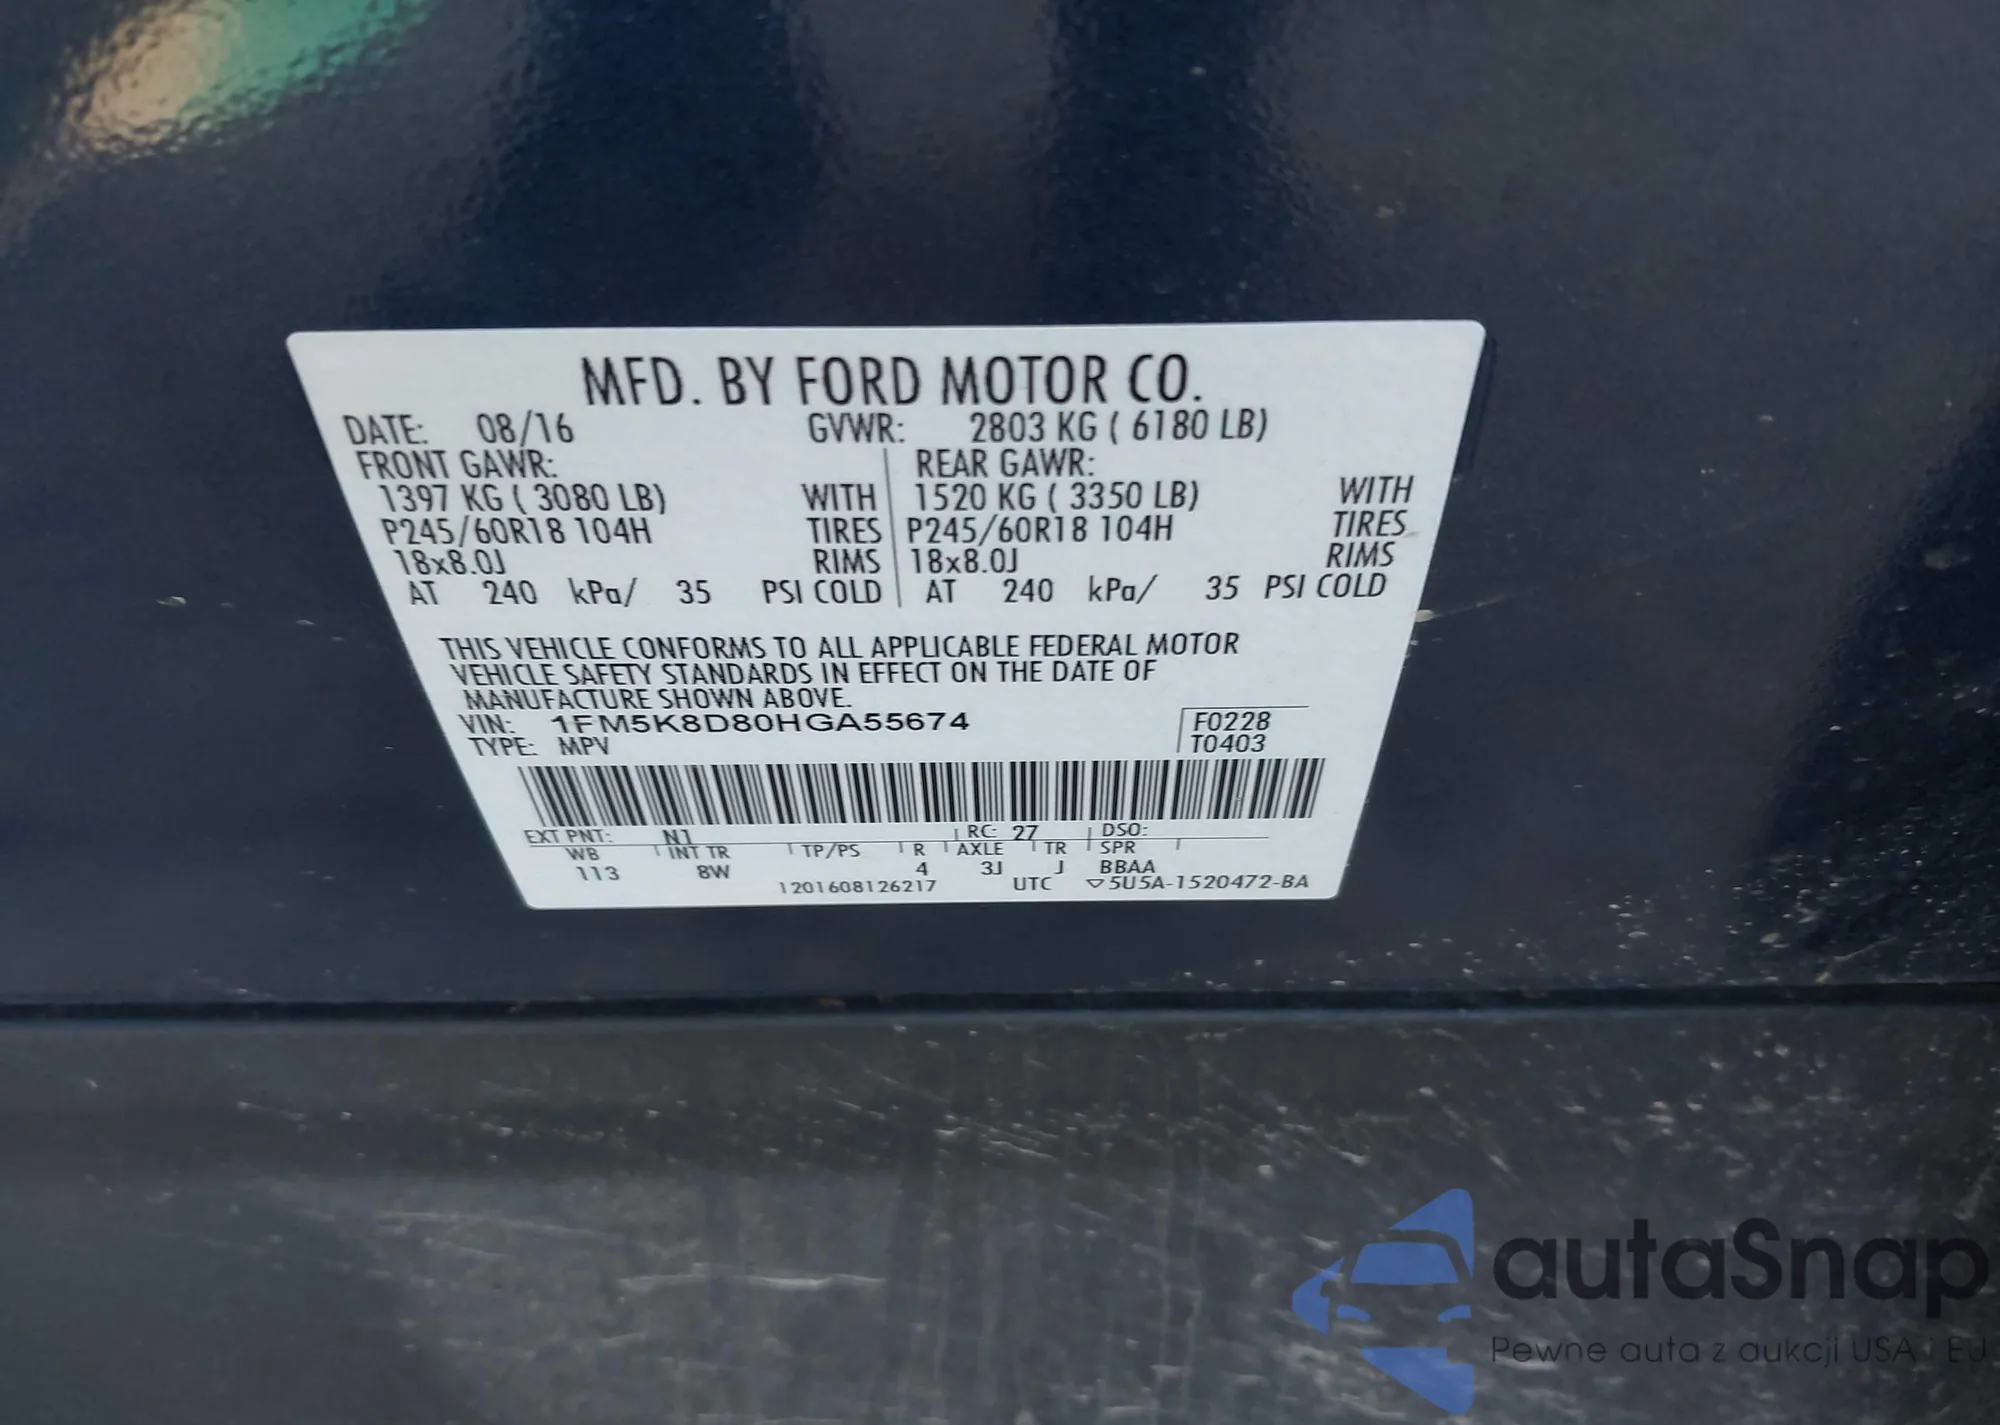 MFD. BY FORD MOTOR CO.
DATE: 08/16 GVWR: 2803 KG ( 6180 LB)
FRONT GAWR: REAR GAWR:
1397 KG ( 3080 LB) WITH 1520 KG ( 3350 LB) WITH
P245/60R18 104H TIRES P245/60R18 104H TIRES
18x8.0J RIMS 18x8.0J RIMS
AT 240 kPa/ 35 PSI COLD AT 240 kPa/ 35 PSI COLD
THIS VEHICLE CONFORMS TO ALL APPLICABLE FEDERAL MOTOR
VEHICLE SAFETY STANDARDS IN EFFECT ON THE DATE OF
MANUFACTURE SHOWN ABOVE.
VIN: 1FM5K8D80HGA55674 F0228
TYPE: MPV T0403
EXT PNT: N1 RC: 27 DSO:
WB INT TR TP/PS R AXLE TR SPR
113 8W 4 3J J BBAA
1201608126217 UTC ▽5U5A-1520472-BA
autaSnap
Pewne auta z aukcji USA i EU